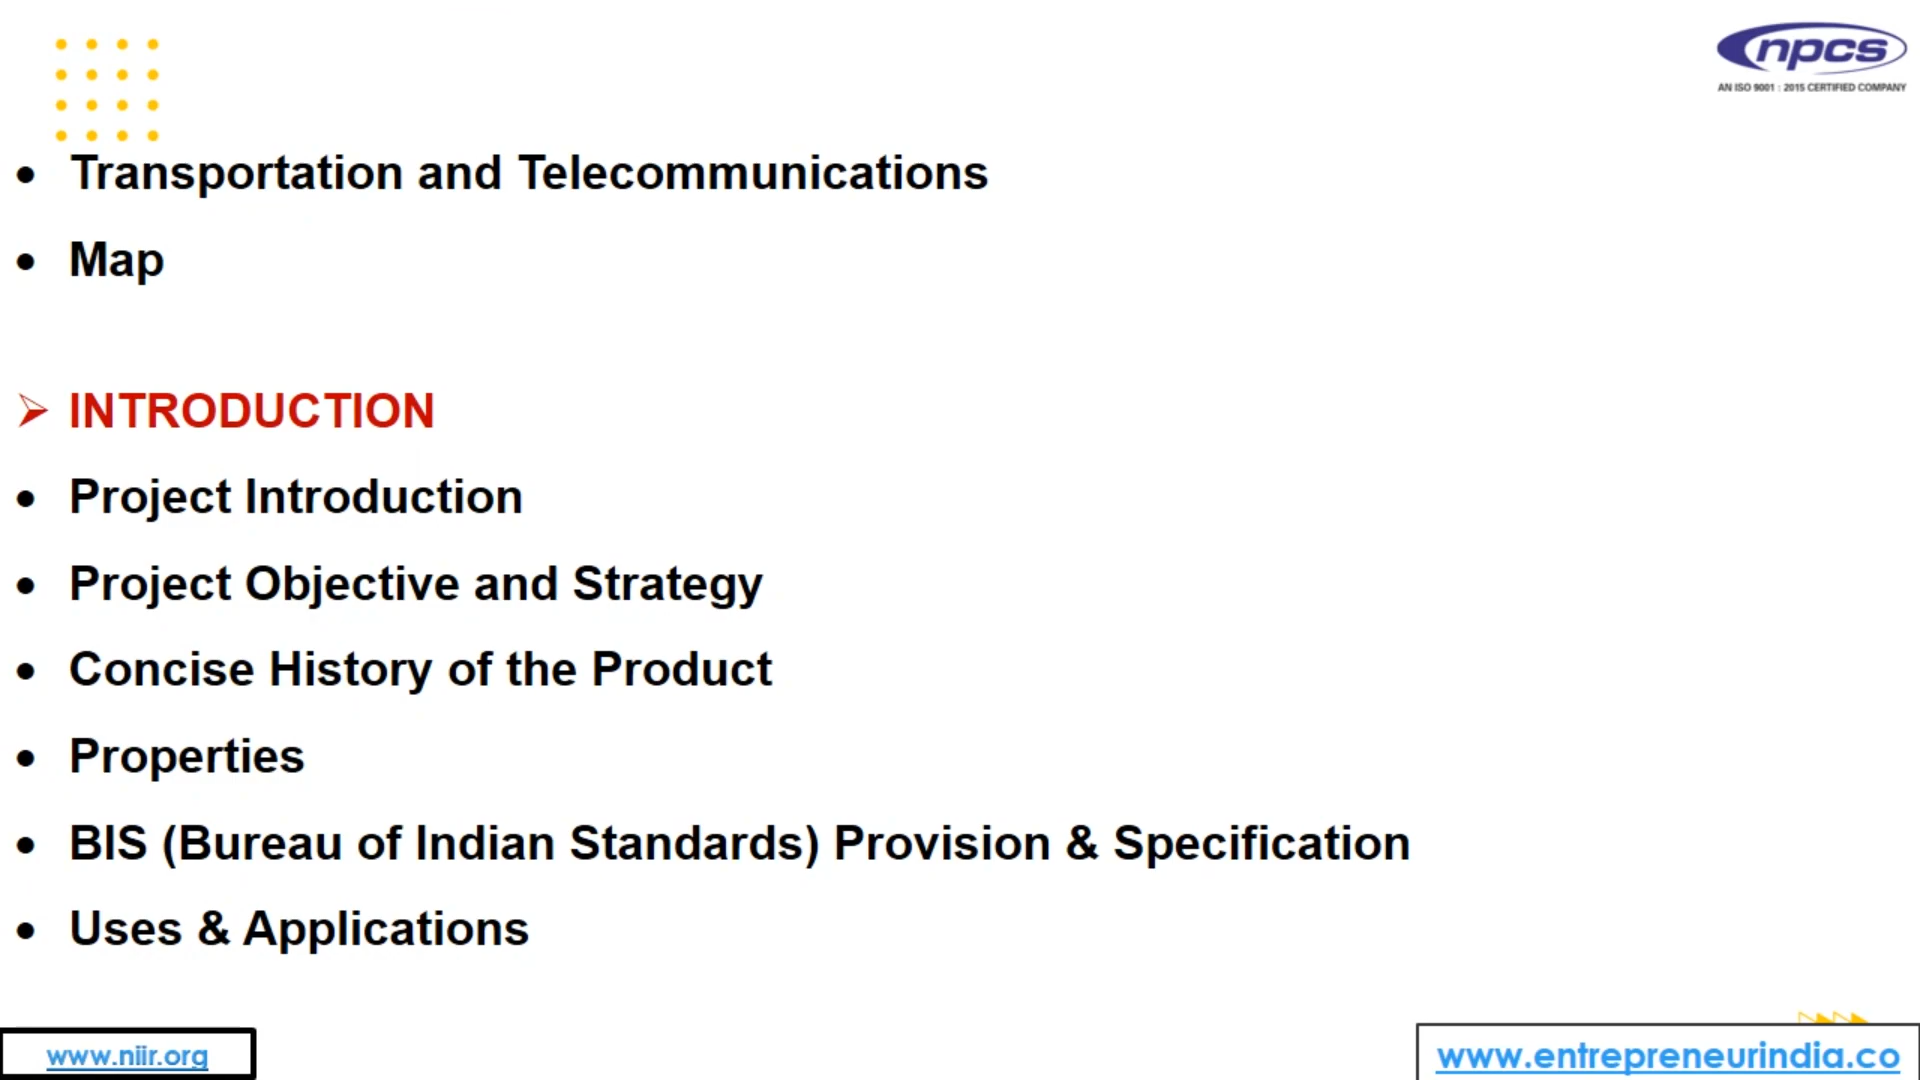 npcs
AN ISO 9001 : 2015 CERTIFIED COMPANY
• Transportation and Telecommunications
• Map
➢ INTRODUCTION
• Project Introduction
• Project Objective and Strategy
• Concise History of the Product
• Properties
• BIS (Bureau of Indian Standards) Provision & Specification
• Uses & Applications
www.niir.org
www.entrepreneurindia.co